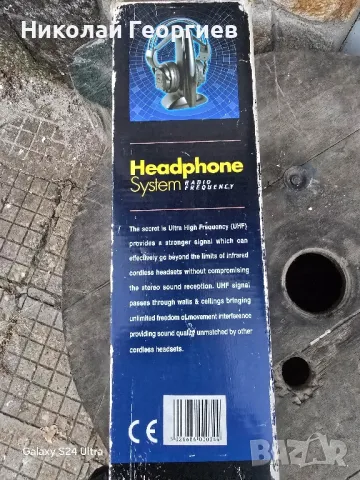 Николай Георгиев
Headphone
System RADIO FREQUENCY
The secret is Ultra High Frequency (UHF)
provides a stronger signal which can
effectively go beyond the limits of infrared
cordless headsets without compromising
the stereo sound reception. UHF signal
passes through walls & ceilings bringing
unlimited freedom of movement interference
providing sound quality unmatched by other
cordless headsets.
CE
Galaxy S24 Ultra
BAZAR